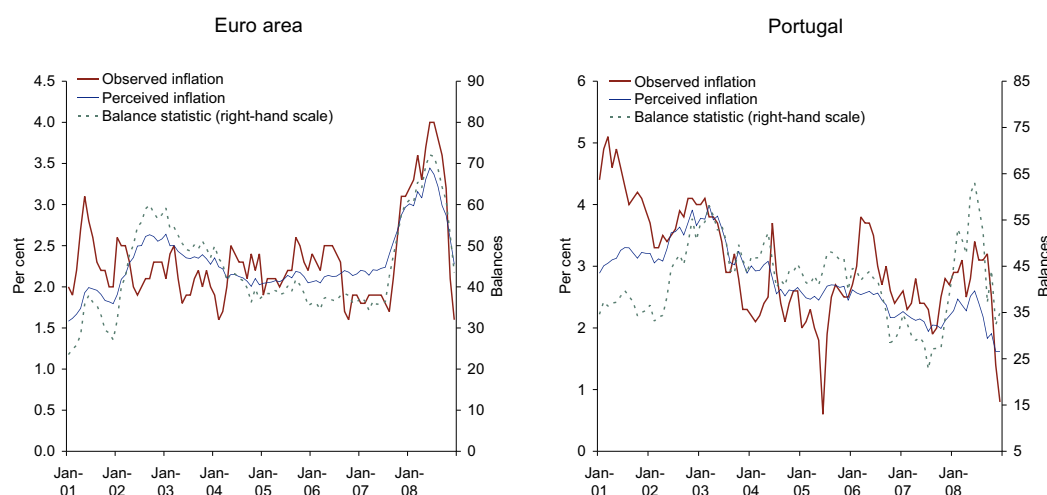 Euro area
Per cent
4.5
4.0
3.5
3.0
2.5
2.0
1.5
1.0
0.5
0.0
Observed inflation
Perceived inflation
Balance statistic (right-hand scale)
90
80
70
60
50
40
30
20
10
0
Balances
Jan-01
Jan-02
Jan-03
Jan-04
Jan-05
Jan-06
Jan-07
Jan-08
Portugal
Per cent
6
5
4
3
2
1
0
Observed inflation
Perceived inflation
Balance statistic (right-hand scale)
85
75
65
55
45
35
25
15
5
Balances
Jan-01
Jan-02
Jan-03
Jan-04
Jan-05
Jan-06
Jan-07
Jan-08